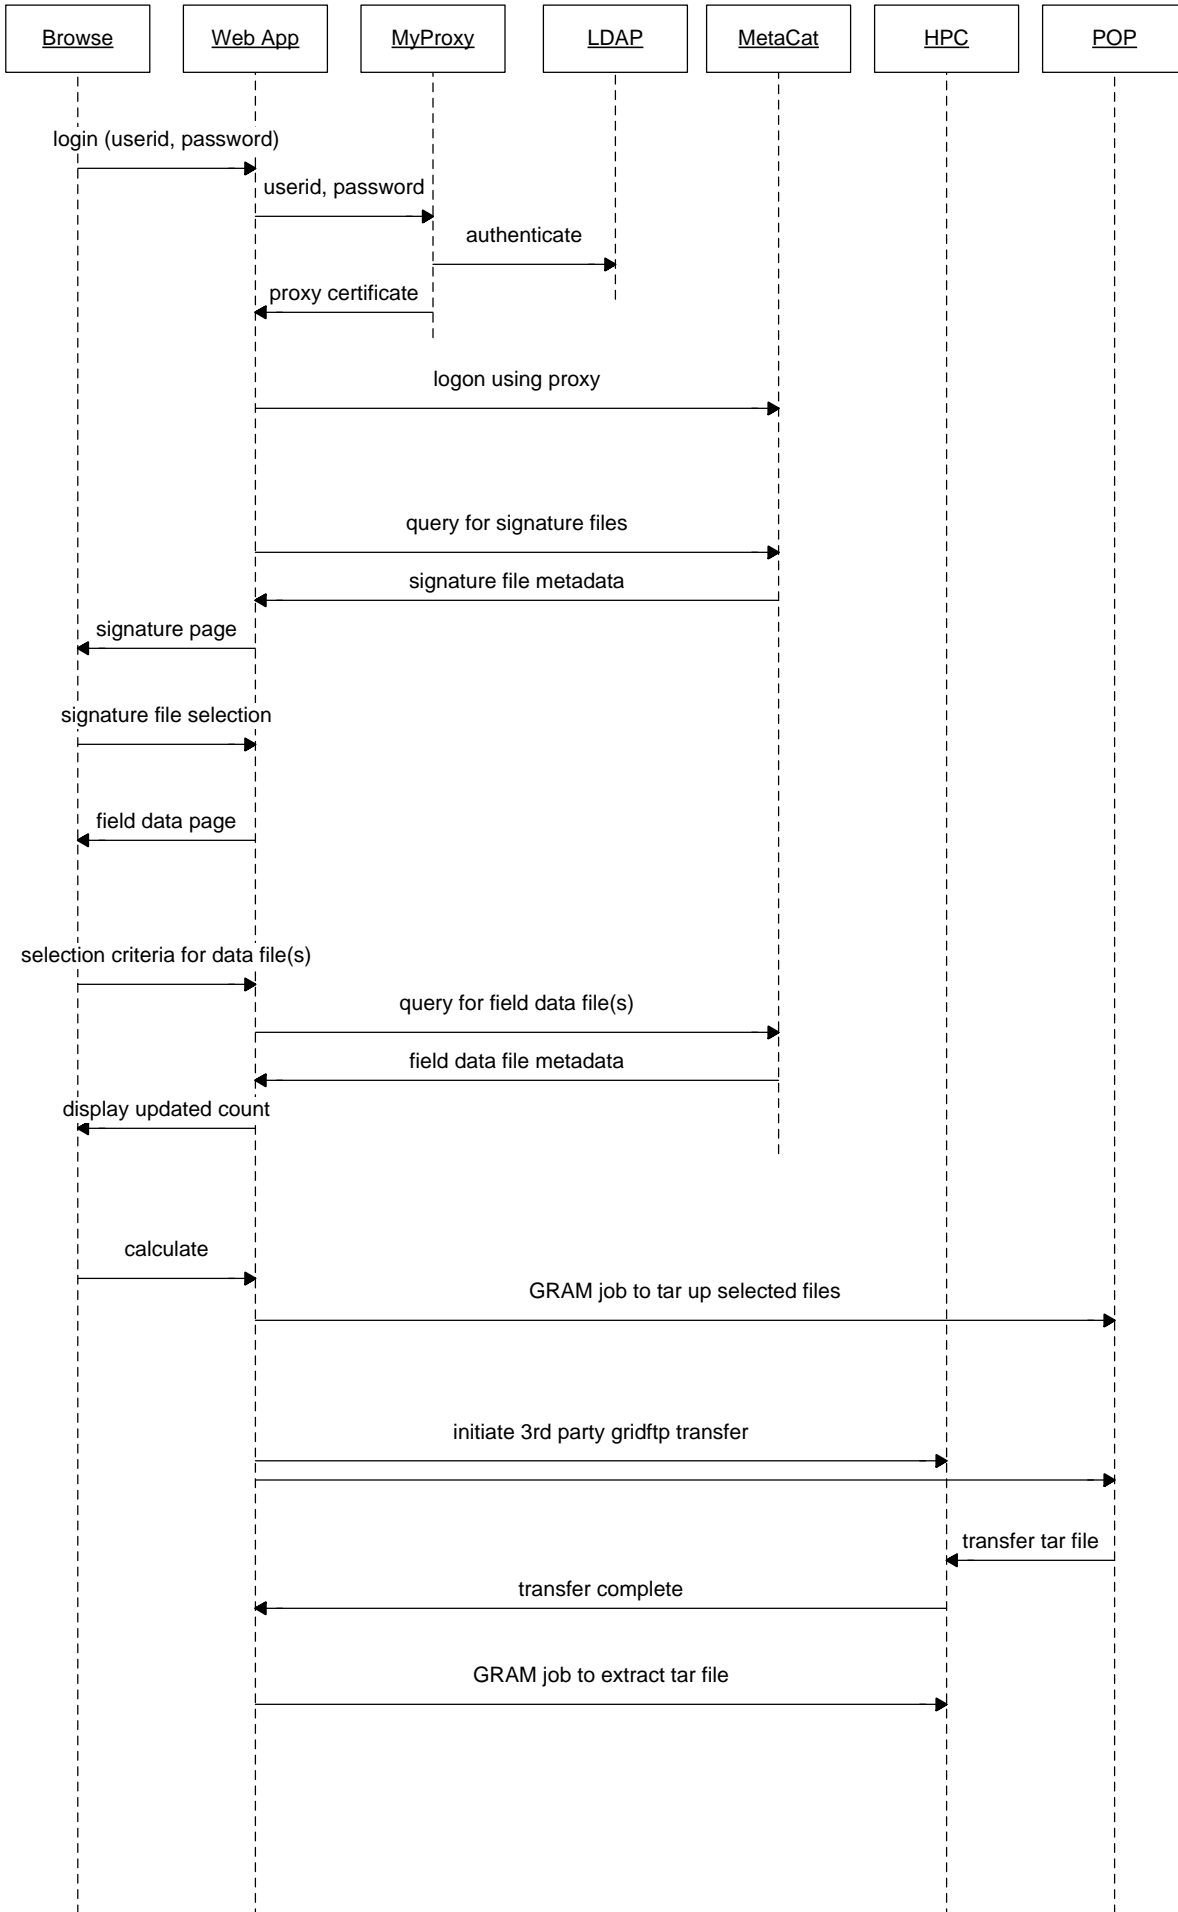 Browse
Web App
MyProxy
LDAP
MetaCat
HPC
POP
login (userid, password)
userid, password
authenticate
proxy certificate
logon using proxy
query for signature files
signature file metadata
signature page
signature file selection
field data page
selection criteria for data file(s)
query for field data file(s)
field data file metadata
display updated count
calculate
GRAM job to tar up selected files
initiate 3rd party gridftp transfer
transfer tar file
transfer complete
GRAM job to extract tar file